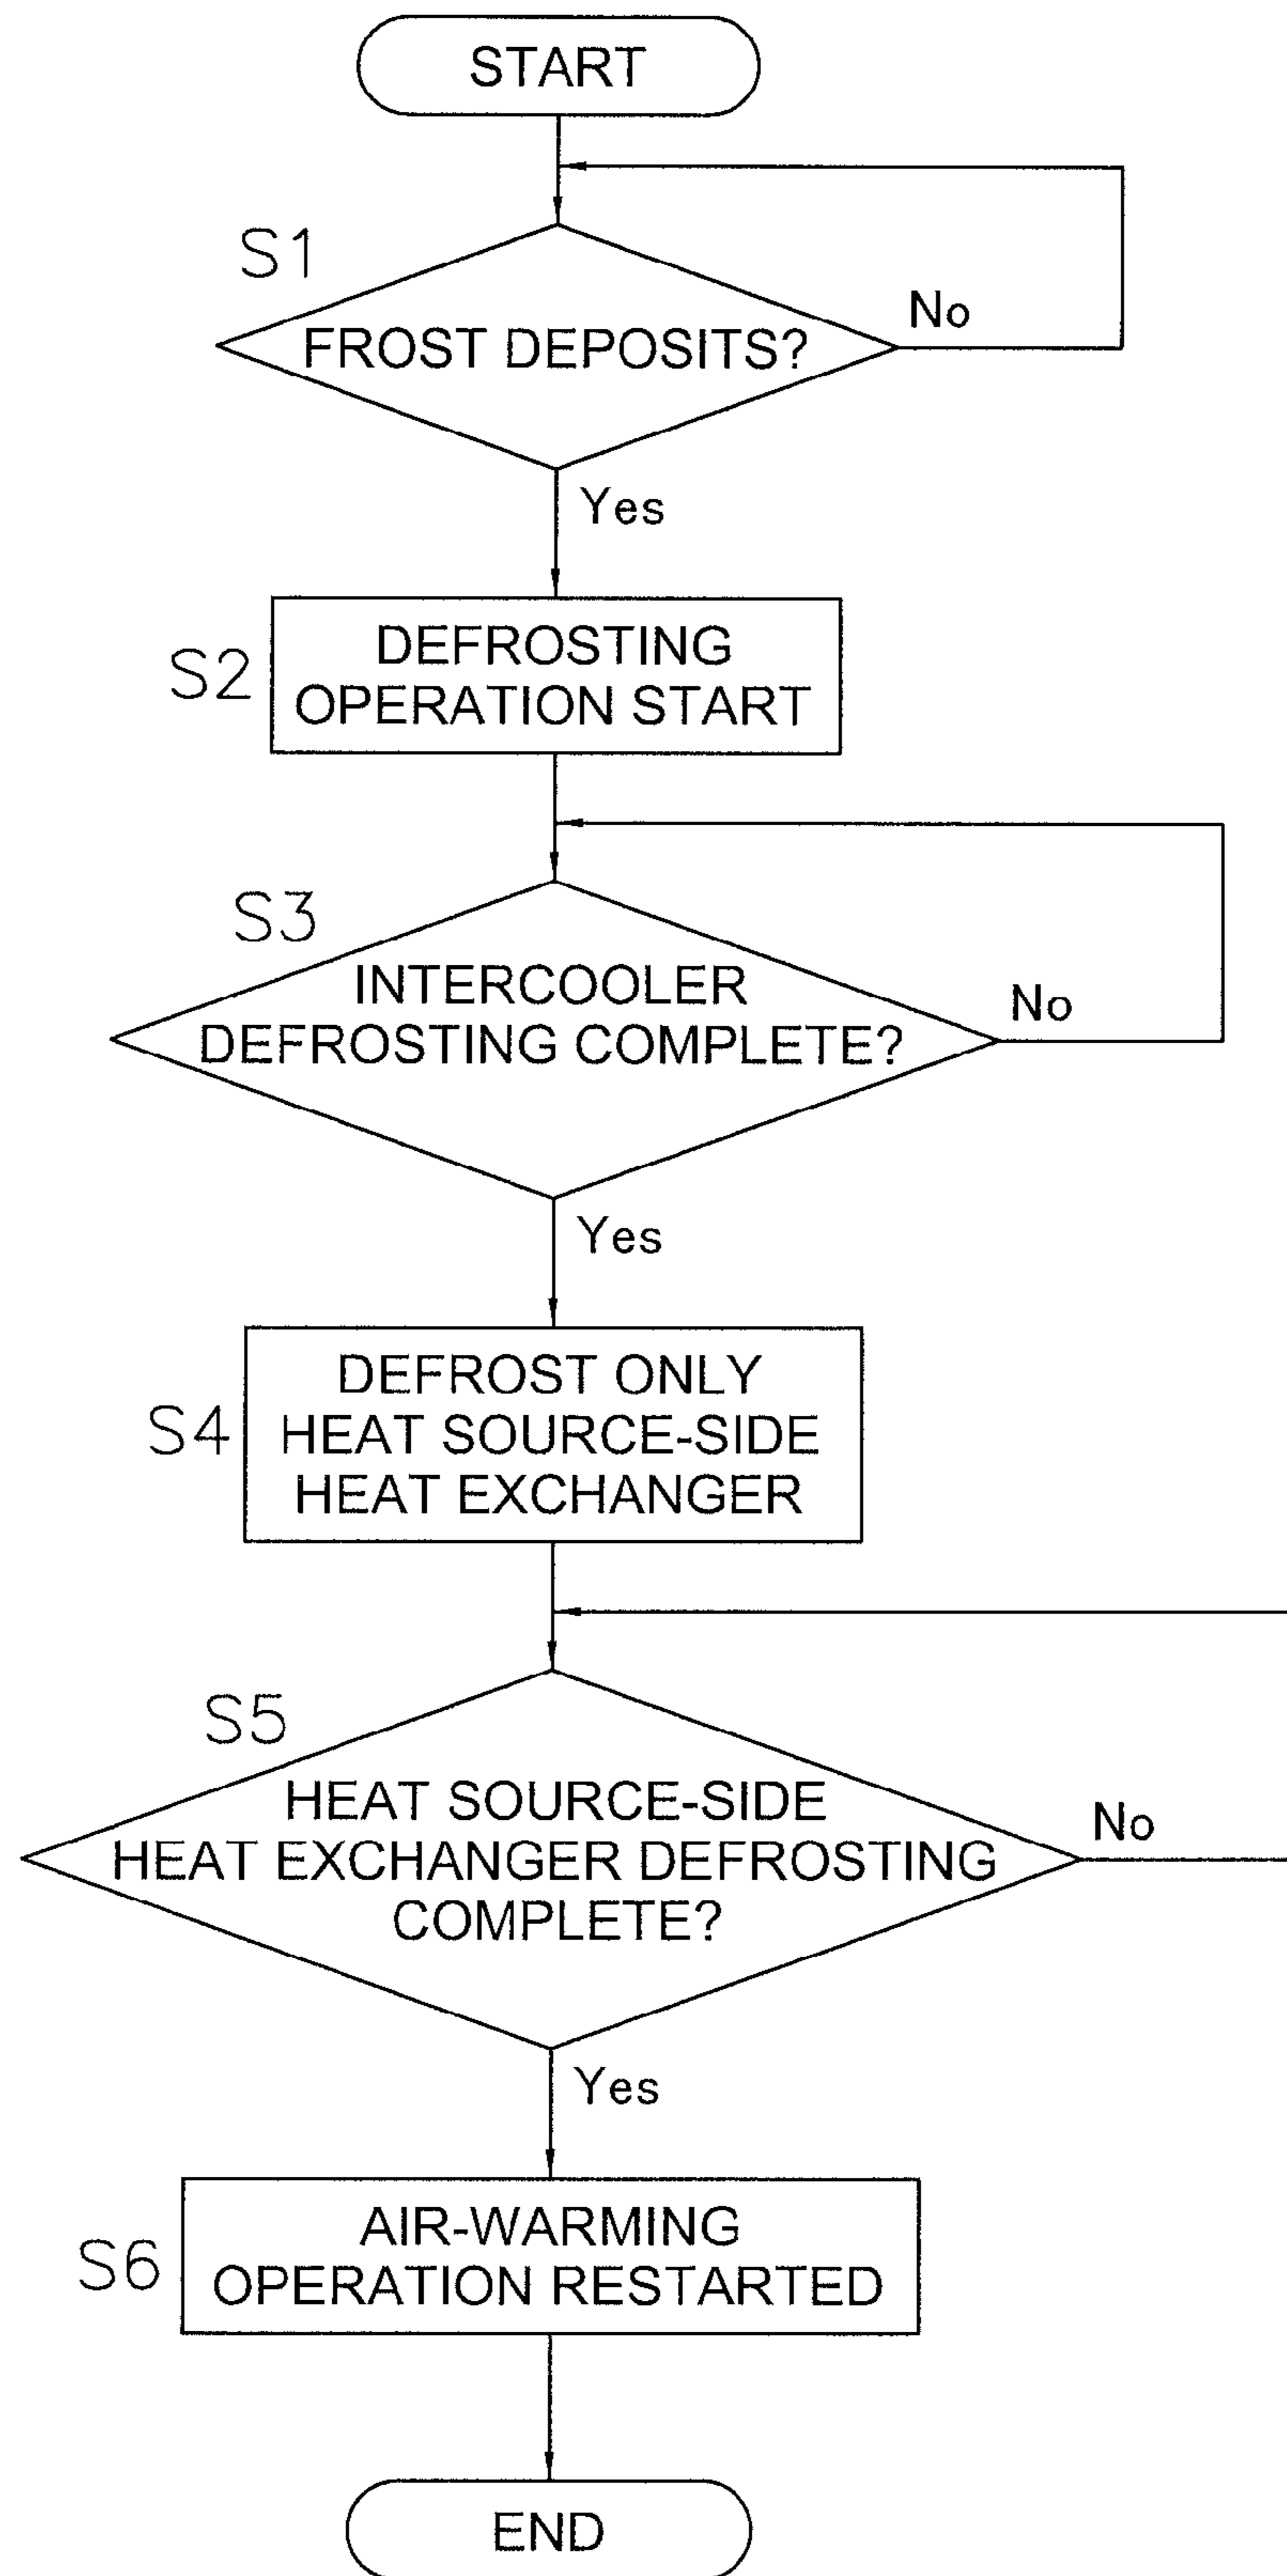 START
S1
FROST DEPOSITS?
No
Yes
S2
DEFROSTING
OPERATION START
S3
INTERCOOLER
DEFROSTING COMPLETE?
No
Yes
S4
DEFROST ONLY
HEAT SOURCE-SIDE
HEAT EXCHANGER
S5
HEAT SOURCE-SIDE
HEAT EXCHANGER DEFROSTING
COMPLETE?
No
Yes
S6
AIR-WARMING
OPERATION RESTARTED
END